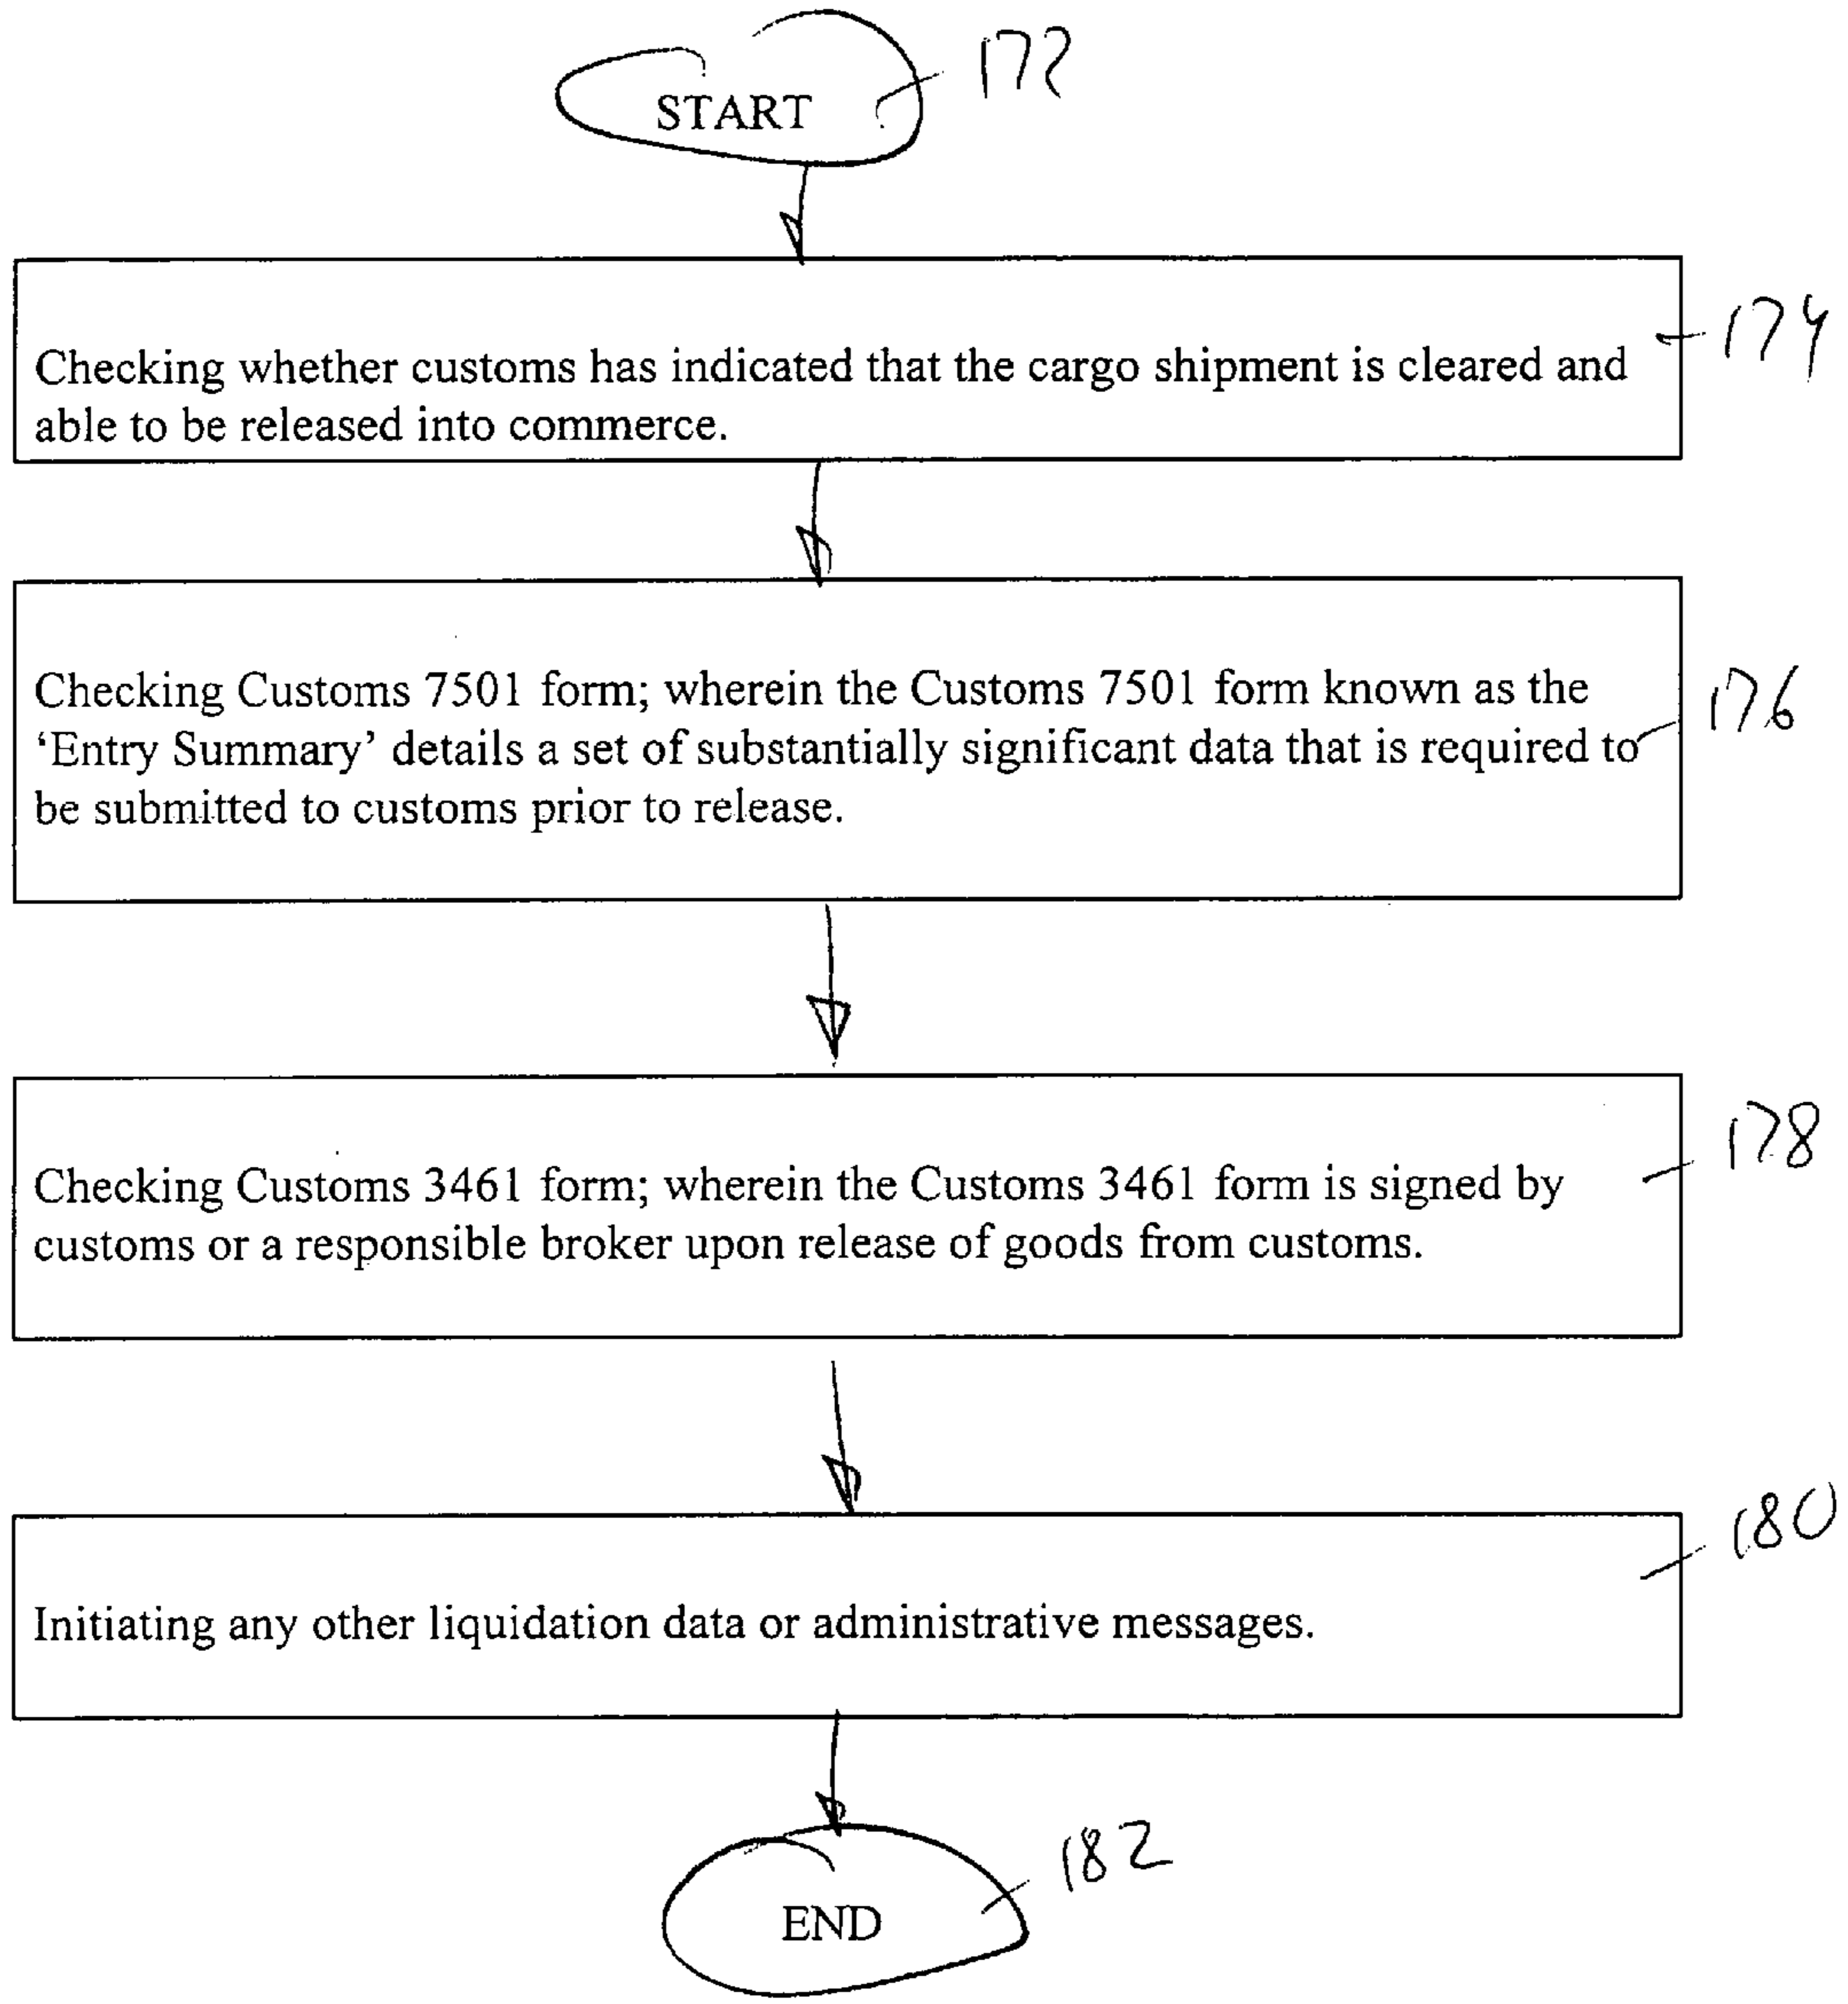 START
172
Checking whether customs has indicated that the cargo shipment is cleared and
able to be released into commerce.
174
Checking Customs 7501 form; wherein the Customs 7501 form known as the
‘Entry Summary’ details a set of substantially significant data that is required to
be submitted to customs prior to release.
176
Checking Customs 3461 form; wherein the Customs 3461 form is signed by
customs or a responsible broker upon release of goods from customs.
178
Initiating any other liquidation data or administrative messages.
180
END
182